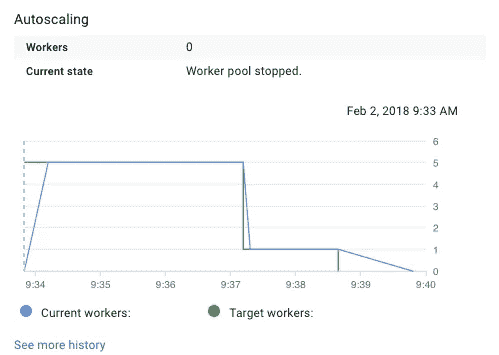 Autoscaling
Workers 0
Current state Worker pool stopped.
Feb 2, 2018 9:33 AM
6
5
4
3
2
1
0
9:34 9:35 9:36 9:37 9:38 9:39 9:40
Current workers: Target workers:
See more history